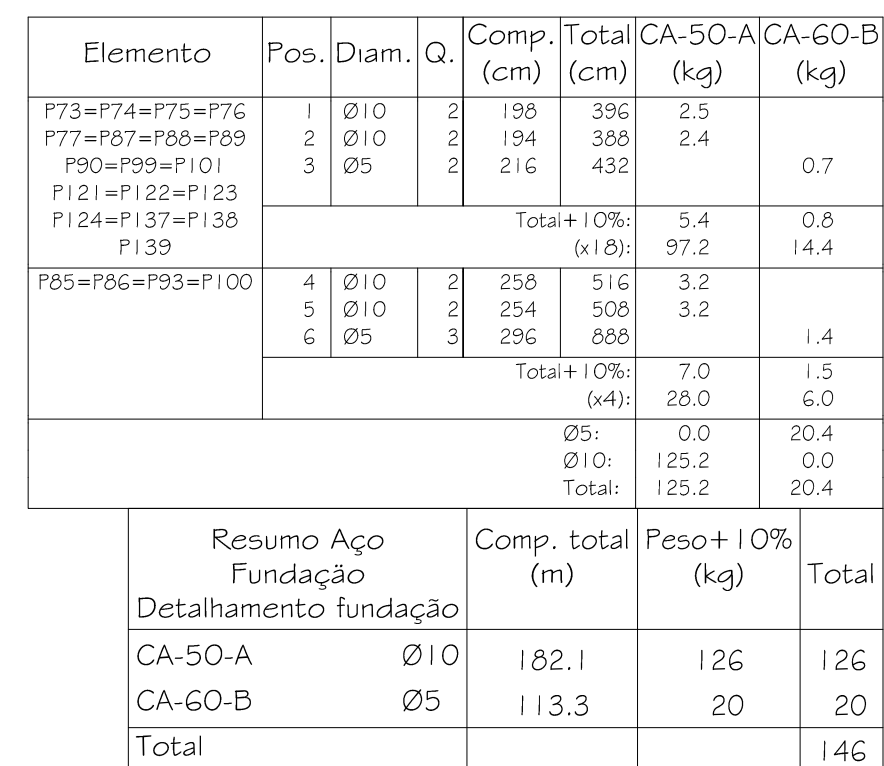 Elemento Pos. Diam. Q. Comp. (cm) Total (cm) CA-50-A (kg) CA-60-B (kg)
P73=P74=P75=P76 1 Ø10 2 198 396 2.5
P77=P87=P88=P89 2 Ø10 2 194 388 2.4
P90=P99=P101 3 Ø5 2 216 432 0.7
P121=P122=P123
P124=P137=P138 Total+10%: 5.4 0.8
P139 (x18): 97.2 14.4
P85=P86=P93=P100 4 Ø10 2 258 516 3.2
5 Ø10 2 254 508 3.2
6 Ø5 3 296 888 1.4
Total+10%: 7.0 1.5
(x4): 28.0 6.0
Ø5: 0.0 20.4
Ø10: 125.2 0.0
Total: 125.2 20.4
Resumo Aço Comp. total Peso+10%
Fundaçäo (m) (kg) Total
Detalhamento fundação
CA-50-A Ø10 182.1 126 126
CA-60-B Ø5 113.3 20 20
Total 146